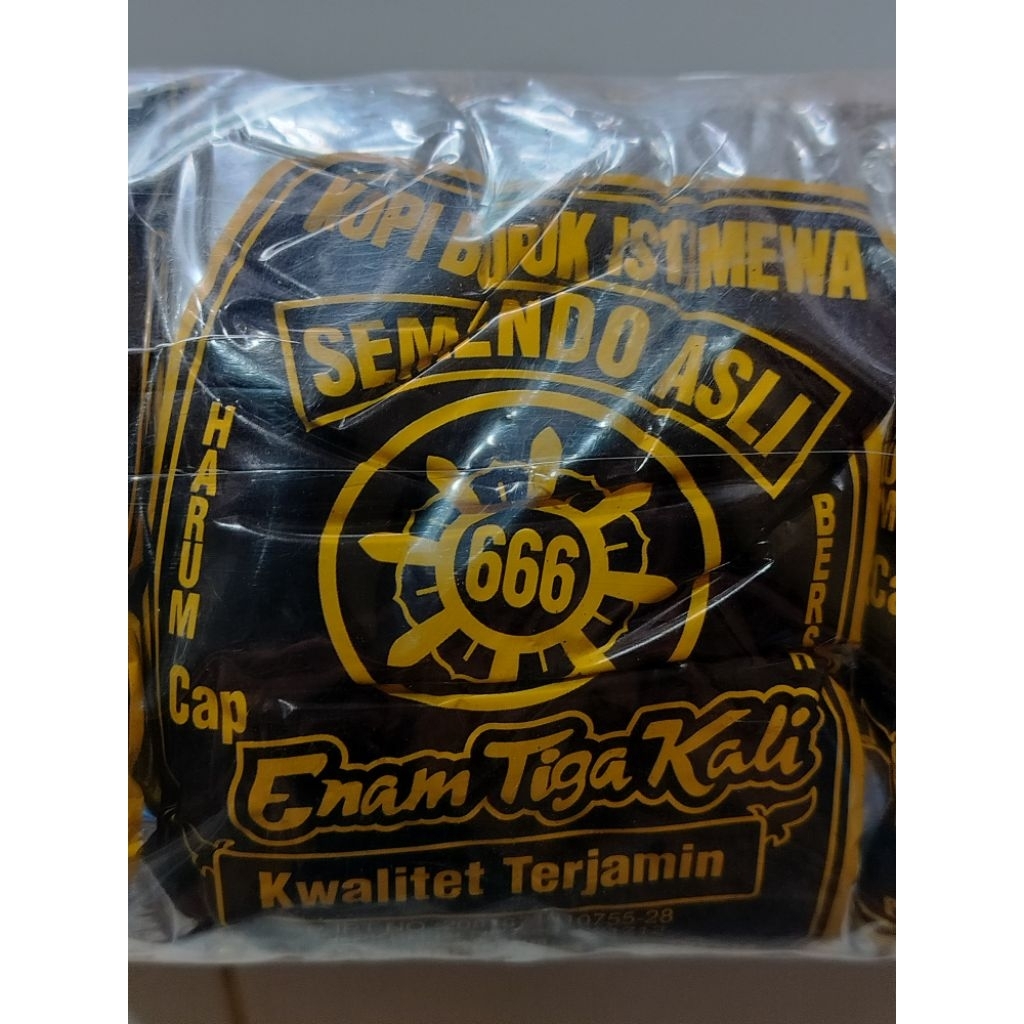 KOPI BUBUK ISTIMEWA
SEMENDO ASLI
HARUM
666
Cap
Enam Tiga Kali
Kwalitet Terjamin